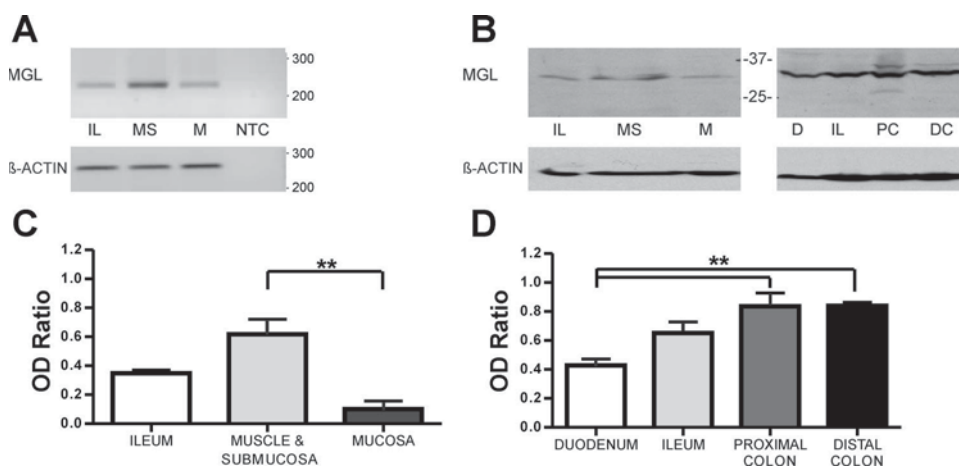 A
MGL
300
200
IL MS M NTC
ß-ACTIN
300
200
B
MGL
-37-
-25-
IL MS M
D IL PC DC
ß-ACTIN
C
OD Ratio
1.2
1.0
0.8
0.6
0.4
0.2
0.0
**
ILEUM
MUSCLE &
SUBMUCOSA
MUCOSA
D
OD Ratio
1.2
1.0
0.8
0.6
0.4
0.2
0.0
**
DUODENUM
ILEUM
PROXIMAL
COLON
DISTAL
COLON